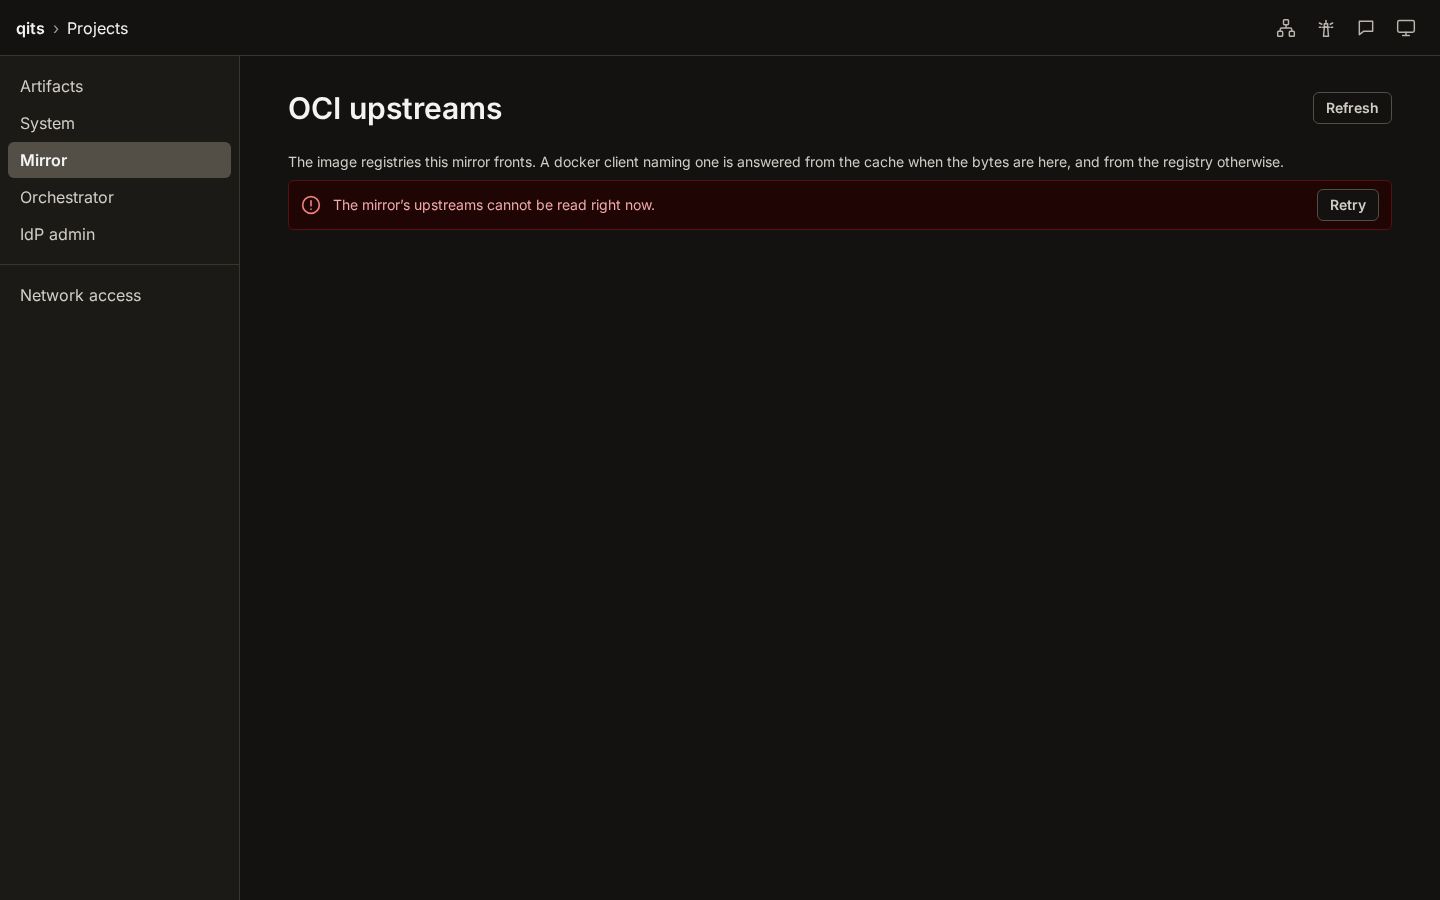 qits › Projects
Artifacts
System
Mirror
Orchestrator
IdP admin
Network access
OCI upstreams
Refresh
The image registries this mirror fronts. A docker client naming one is answered from the cache when the bytes are here, and from the registry otherwise.
The mirror’s upstreams cannot be read right now.
Retry